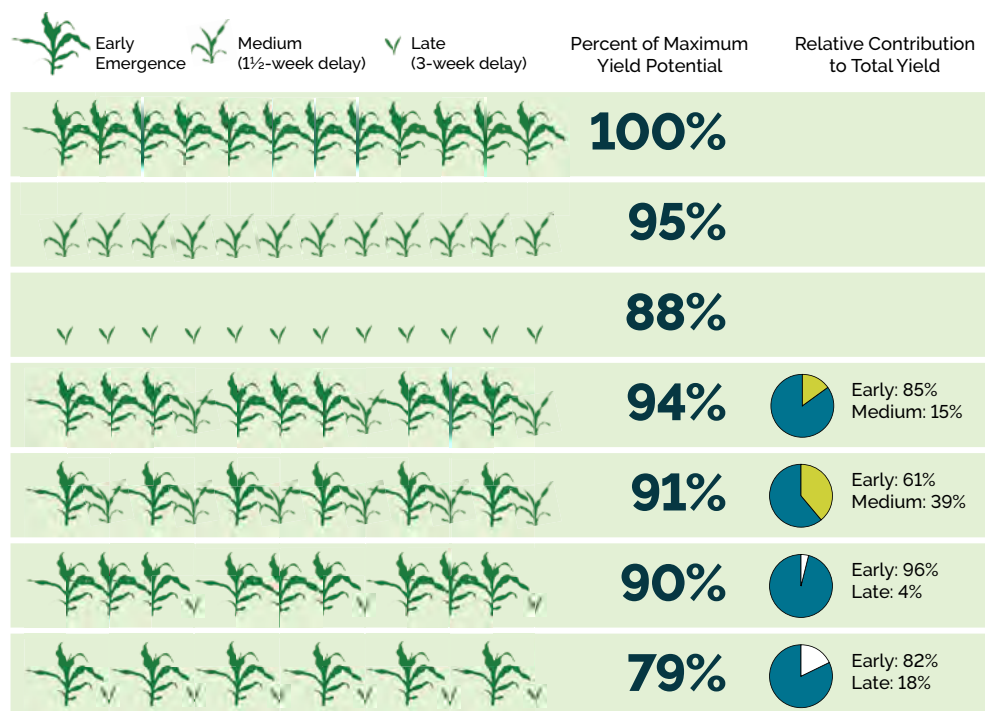 Early
Emergence
Medium
(1½-week delay)
Late
(3-week delay)
Percent of Maximum
Yield Potential
Relative Contribution
to Total Yield
100%
95%
88%
94%
Early: 85%
Medium: 15%
91%
Early: 61%
Medium: 39%
90%
Early: 96%
Late: 4%
79%
Early: 82%
Late: 18%